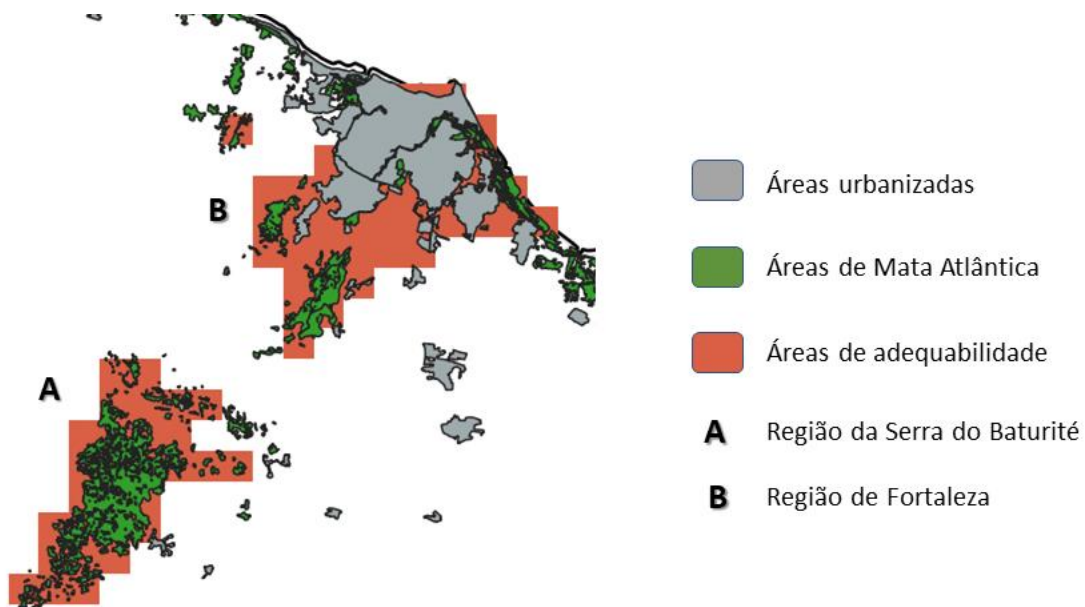 B
A
Áreas urbanizadas
Áreas de Mata Atlântica
Áreas de adequabilidade
A Região da Serra do Baturité
B Região de Fortaleza